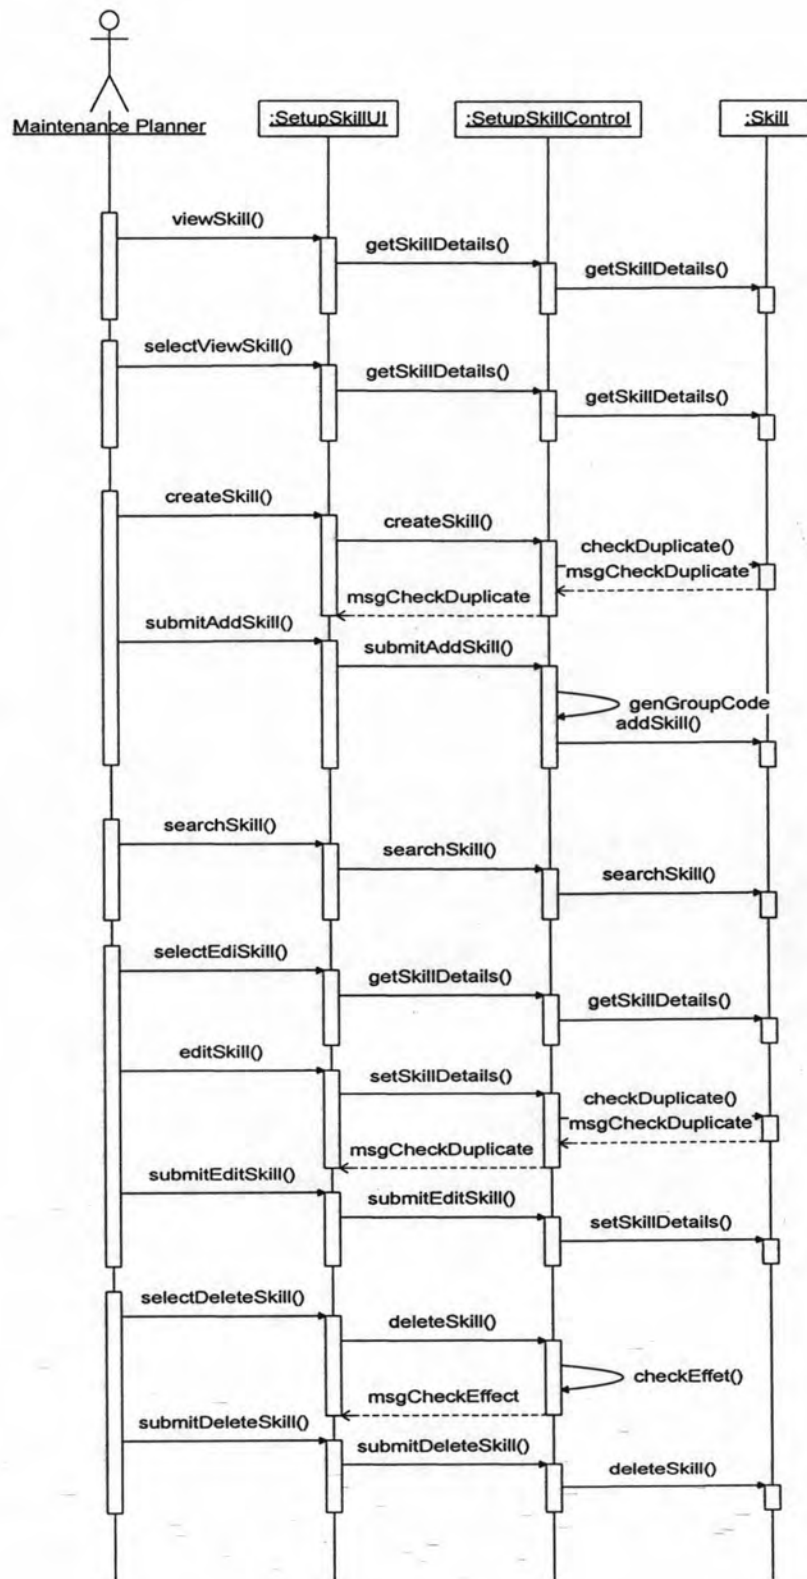 Maintenance Planner
:SetupSkillUI
:SetupSkillControl
:Skill
viewSkill()
getSkillDetails()
getSkillDetails()
selectViewSkill()
getSkillDetails()
getSkillDetails()
createSkill()
createSkill()
checkDuplicate()
msgCheckDuplicate
msgCheckDuplicate
submitAddSkill()
submitAddSkill()
genGroupCode
addSkill()
searchSkill()
searchSkill()
searchSkill()
selectEdiSkill()
getSkillDetails()
getSkillDetails()
editSkill()
setSkillDetails()
checkDuplicate()
msgCheckDuplicate
msgCheckDuplicate
submitEditSkill()
submitEditSkill()
setSkillDetails()
selectDeleteSkill()
deleteSkill()
checkEffet()
msgCheckEffect
submitDeleteSkill()
submitDeleteSkill()
deleteSkill()